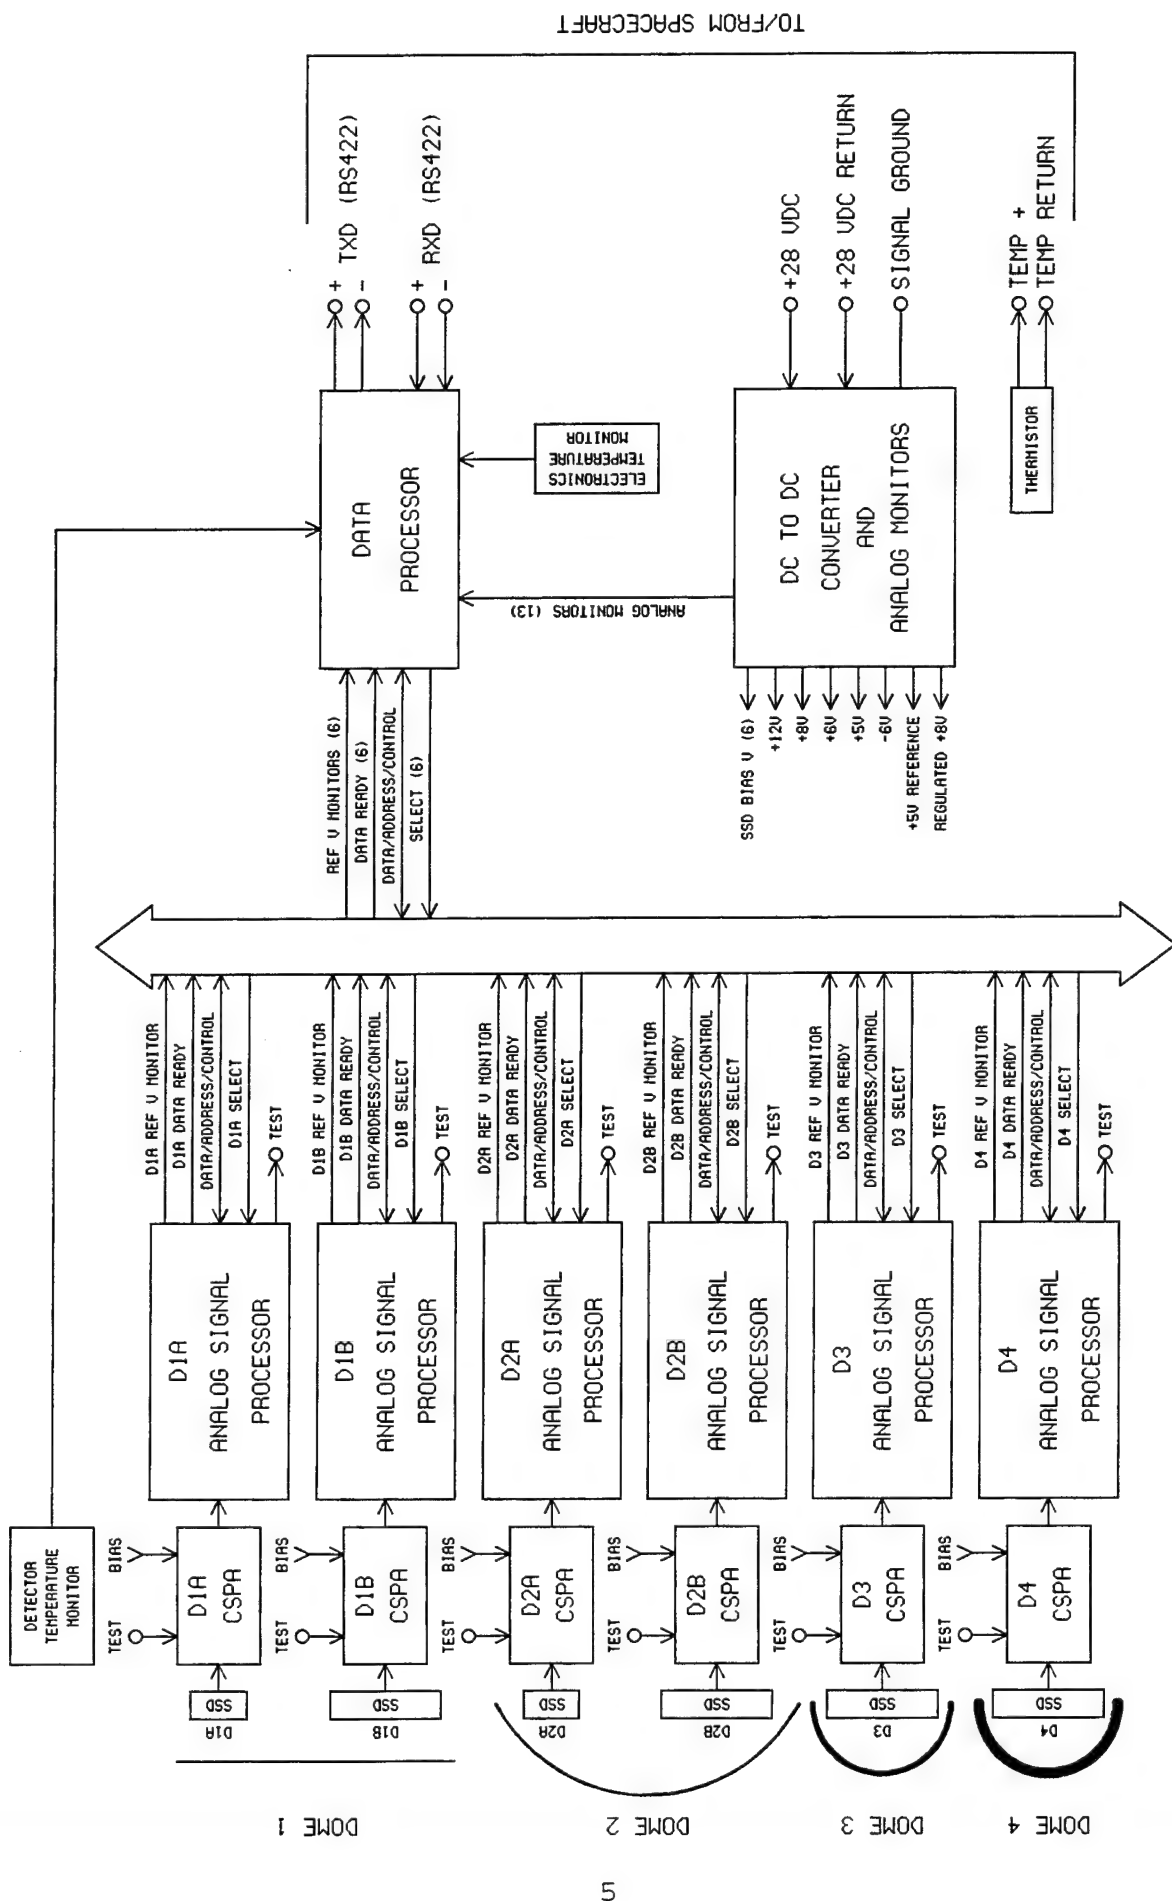 DETECTOR
TEMPERATURE
MONITOR
DOME 1
D1A
SSD
TEST
BIAS
D1A
CSPA
D1A
ANALOG SIGNAL
PROCESSOR
D1A REF V MONITOR
D1A DATA READY
DATA/ADDRESS/CONTROL
D1A SELECT
TEST
D1B
SSD
TEST
BIAS
D1B
CSPA
D1B
ANALOG SIGNAL
PROCESSOR
D1B REF V MONITOR
D1B DATA READY
DATA/ADDRESS/CONTROL
D1B SELECT
TEST
DOME 2
D2A
SSD
TEST
BIAS
D2A
CSPA
D2A
ANALOG SIGNAL
PROCESSOR
D2A REF V MONITOR
D2A DATA READY
DATA/ADDRESS/CONTROL
D2A SELECT
TEST
D2B
SSD
TEST
BIAS
D2B
CSPA
D2B
ANALOG SIGNAL
PROCESSOR
D2B REF V MONITOR
D2B DATA READY
DATA/ADDRESS/CONTROL
D2B SELECT
TEST
DOME 3
D3
SSD
TEST
BIAS
D3
CSPA
D3
ANALOG SIGNAL
PROCESSOR
D3 REF V MONITOR
D3 DATA READY
DATA/ADDRESS/CONTROL
D3 SELECT
TEST
DOME 4
D4
SSD
TEST
BIAS
D4
CSPA
D4
ANALOG SIGNAL
PROCESSOR
D4 REF V MONITOR
D4 DATA READY
DATA/ADDRESS/CONTROL
D4 SELECT
TEST
REF V MONITORS (6)
DATA READY (6)
DATA/ADDRESS/CONTROL
SELECT (6)
DATA
PROCESSOR
+
TXD (RS422)
-
+
RXD (RS422)
-
ELECTRONICS
TEMPERATURE
MONITOR
ANALOG MONITORS (13)
SSD BIAS V (6)
+12V
+8V
+6V
+5V
-6V
+5V REFERENCE
REGULATED +8V
DC TO DC
CONVERTER
AND
ANALOG MONITORS
+28 VDC
+28 VDC RETURN
SIGNAL GROUND
THERMISTOR
TEMP +
TEMP RETURN
TO/FROM SPACECRAFT
5